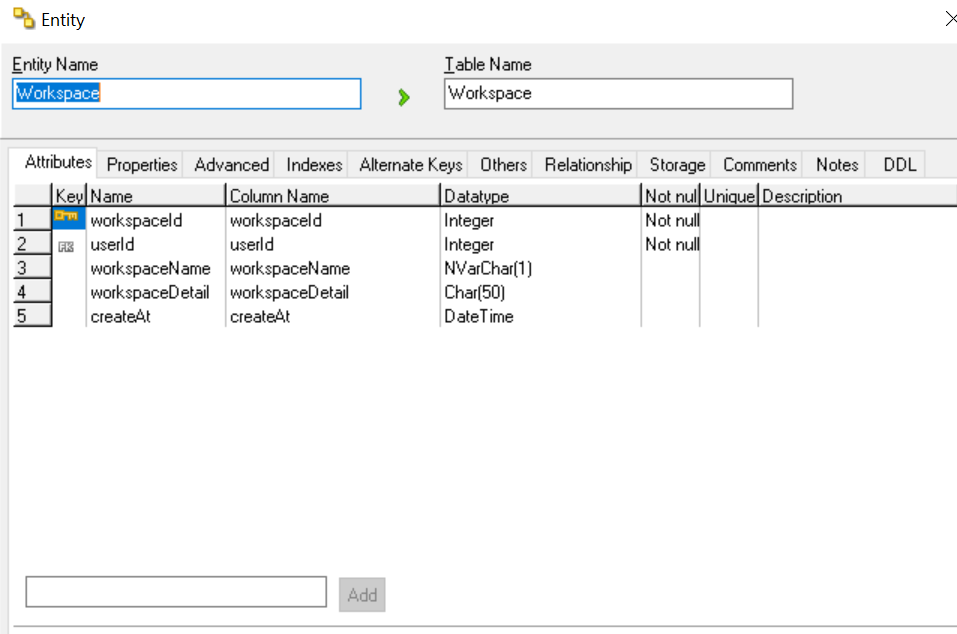 Entity
Entity Name
Table Name
Workspace
Workspace
Attributes Properties Advanced Indexes Alternate Keys Others Relationship Storage Comments Notes DDL
Key Name Column Name Datatype Not nul Unique Description
1 workspaceId workspaceId Integer Not null
2 FK userId userId Integer Not null
3 workspaceName workspaceName NVarChar(1)
4 workspaceDetail workspaceDetail Char(50)
5 createAt createAt DateTime
Add